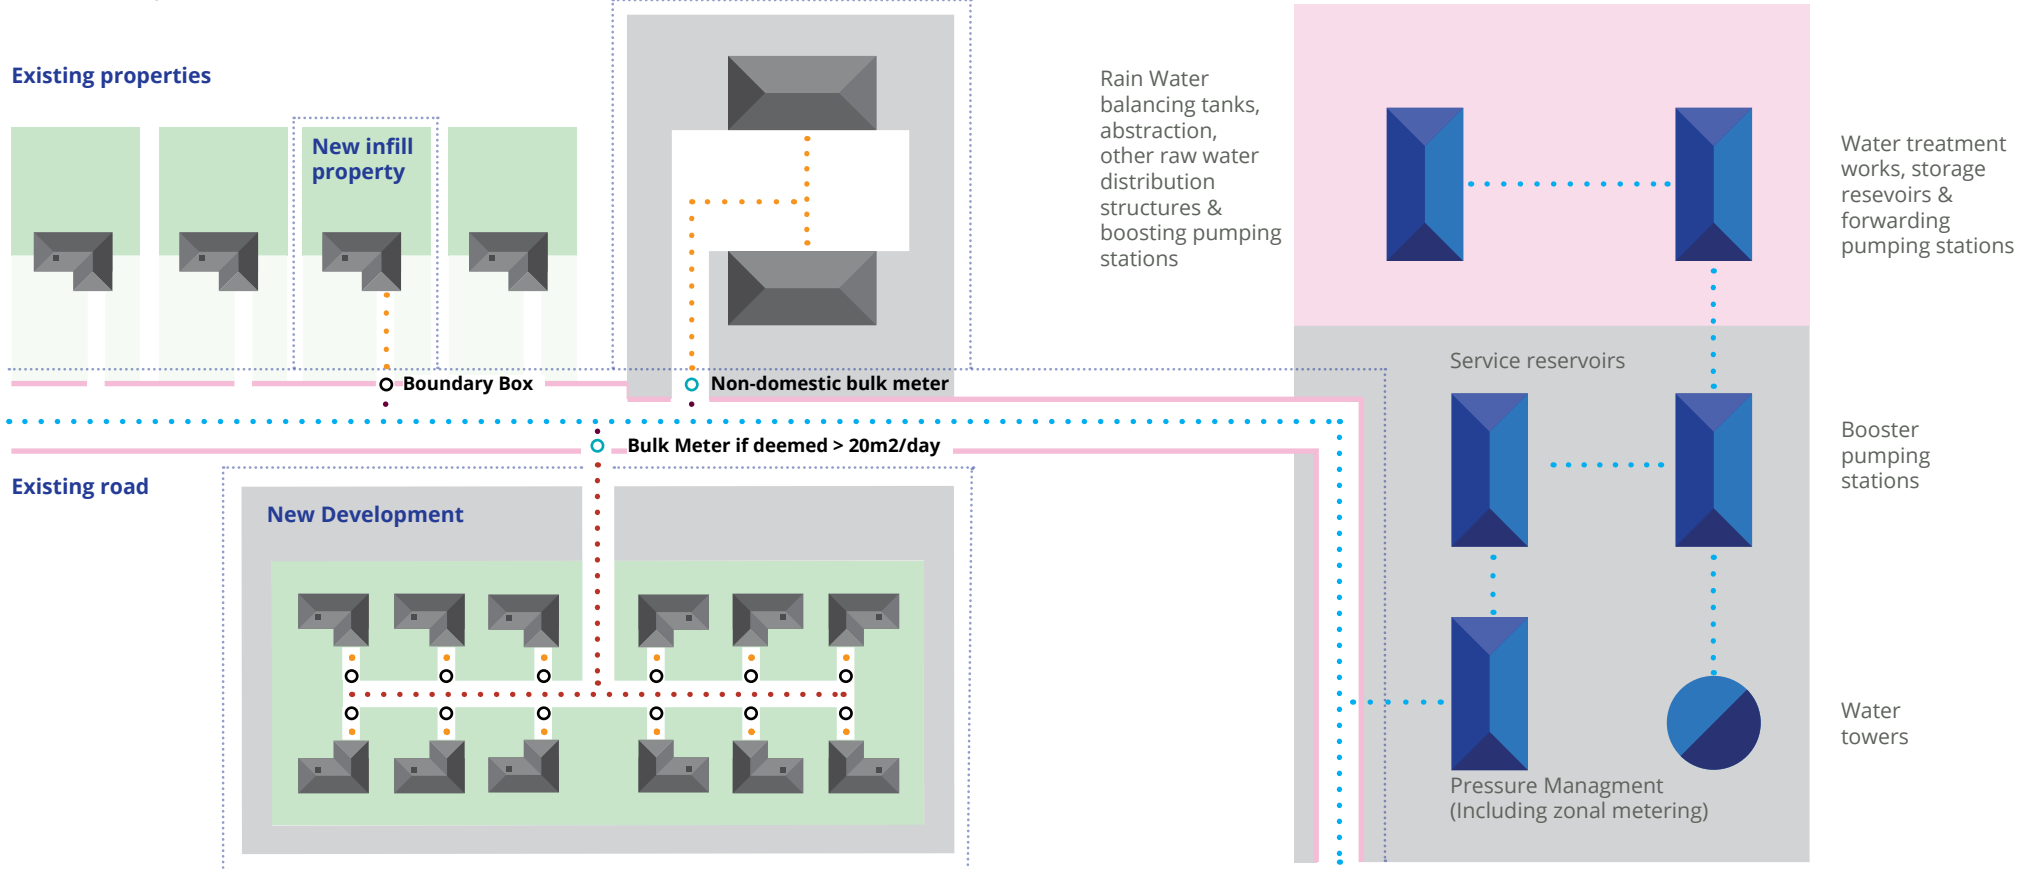 Existing properties
New infill
property
Boundary Box
Non-domestic bulk meter
Bulk Meter if deemed > 20m2/day
Existing road
New Development
Rain Water
balancing tanks,
abstraction,
other raw water
distribution
structures &
boosting pumping
stations
Water treatment
works, storage
resevoirs &
forwarding
pumping stations
Service reservoirs
Booster
pumping
stations
Water
towers
Pressure Managment
(Including zonal metering)